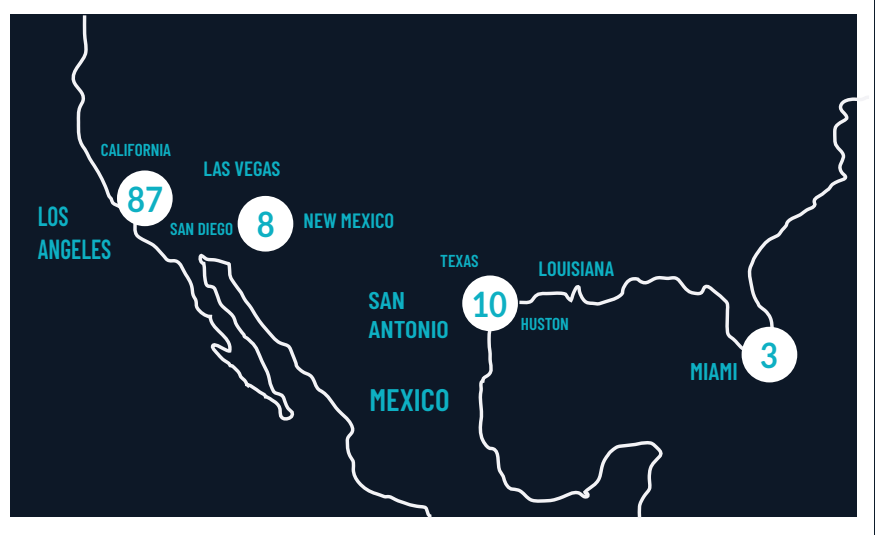 CALIFORNIA
LAS VEGAS
87
LOS
ANGELES
SAN DIEGO
8
NEW MEXICO
TEXAS
LOUISIANA
SAN
ANTONIO
10
HUSTON
3
MIAMI
MEXICO